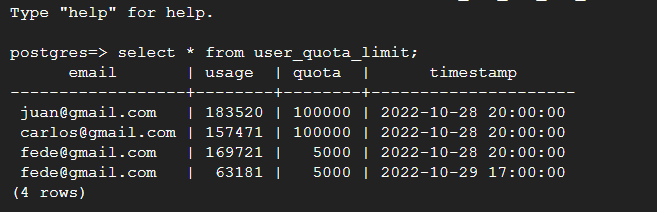 Type "help" for help.
postgres=> select * from user_quota_limit;
      email       | usage  | quota  |      timestamp
------------------+--------+--------+---------------------
 juan@gmail.com   | 183520 | 100000 | 2022-10-28 20:00:00
 carlos@gmail.com | 157471 | 100000 | 2022-10-28 20:00:00
 fede@gmail.com   | 169721 |   5000 | 2022-10-28 20:00:00
 fede@gmail.com   |  63181 |   5000 | 2022-10-29 17:00:00
(4 rows)